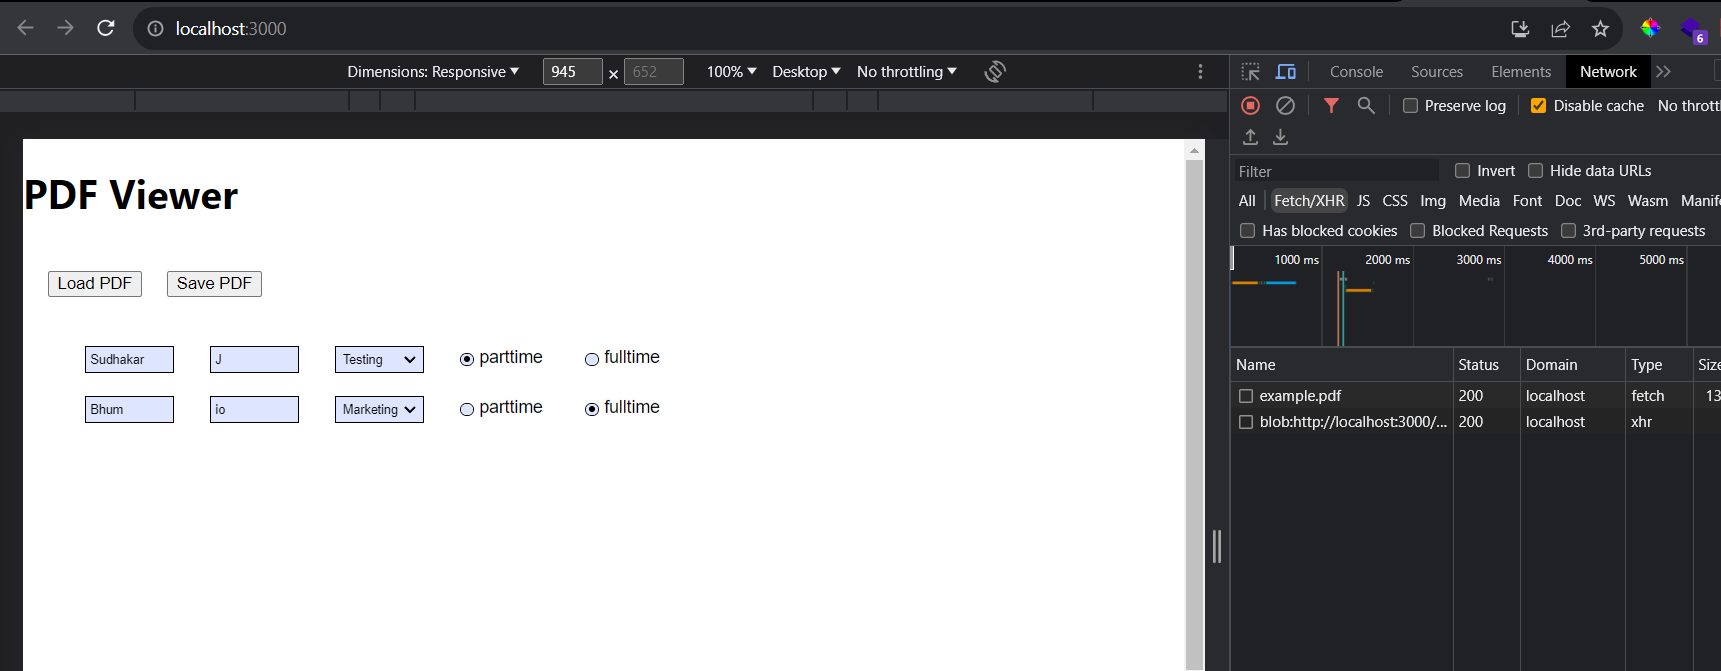 localhost:3000
6
Dimensions: Responsive 945 × 652 100% Desktop No throttling
Console Sources Elements Network
Preserve log Disable cache No thrott
Filter Invert Hide data URLs
All Fetch/XHR JS CSS Img Media Font Doc WS Wasm Manife
Has blocked cookies Blocked Requests 3rd-party requests
1000 ms 2000 ms 3000 ms 4000 ms 5000 ms
Name Status Domain Type Size
example.pdf 200 localhost fetch 13
blob:http://localhost:3000/... 200 localhost xhr
PDF Viewer
Load PDF Save PDF
Sudhakar J Testing parttime fulltime
Bhum io Marketing parttime fulltime